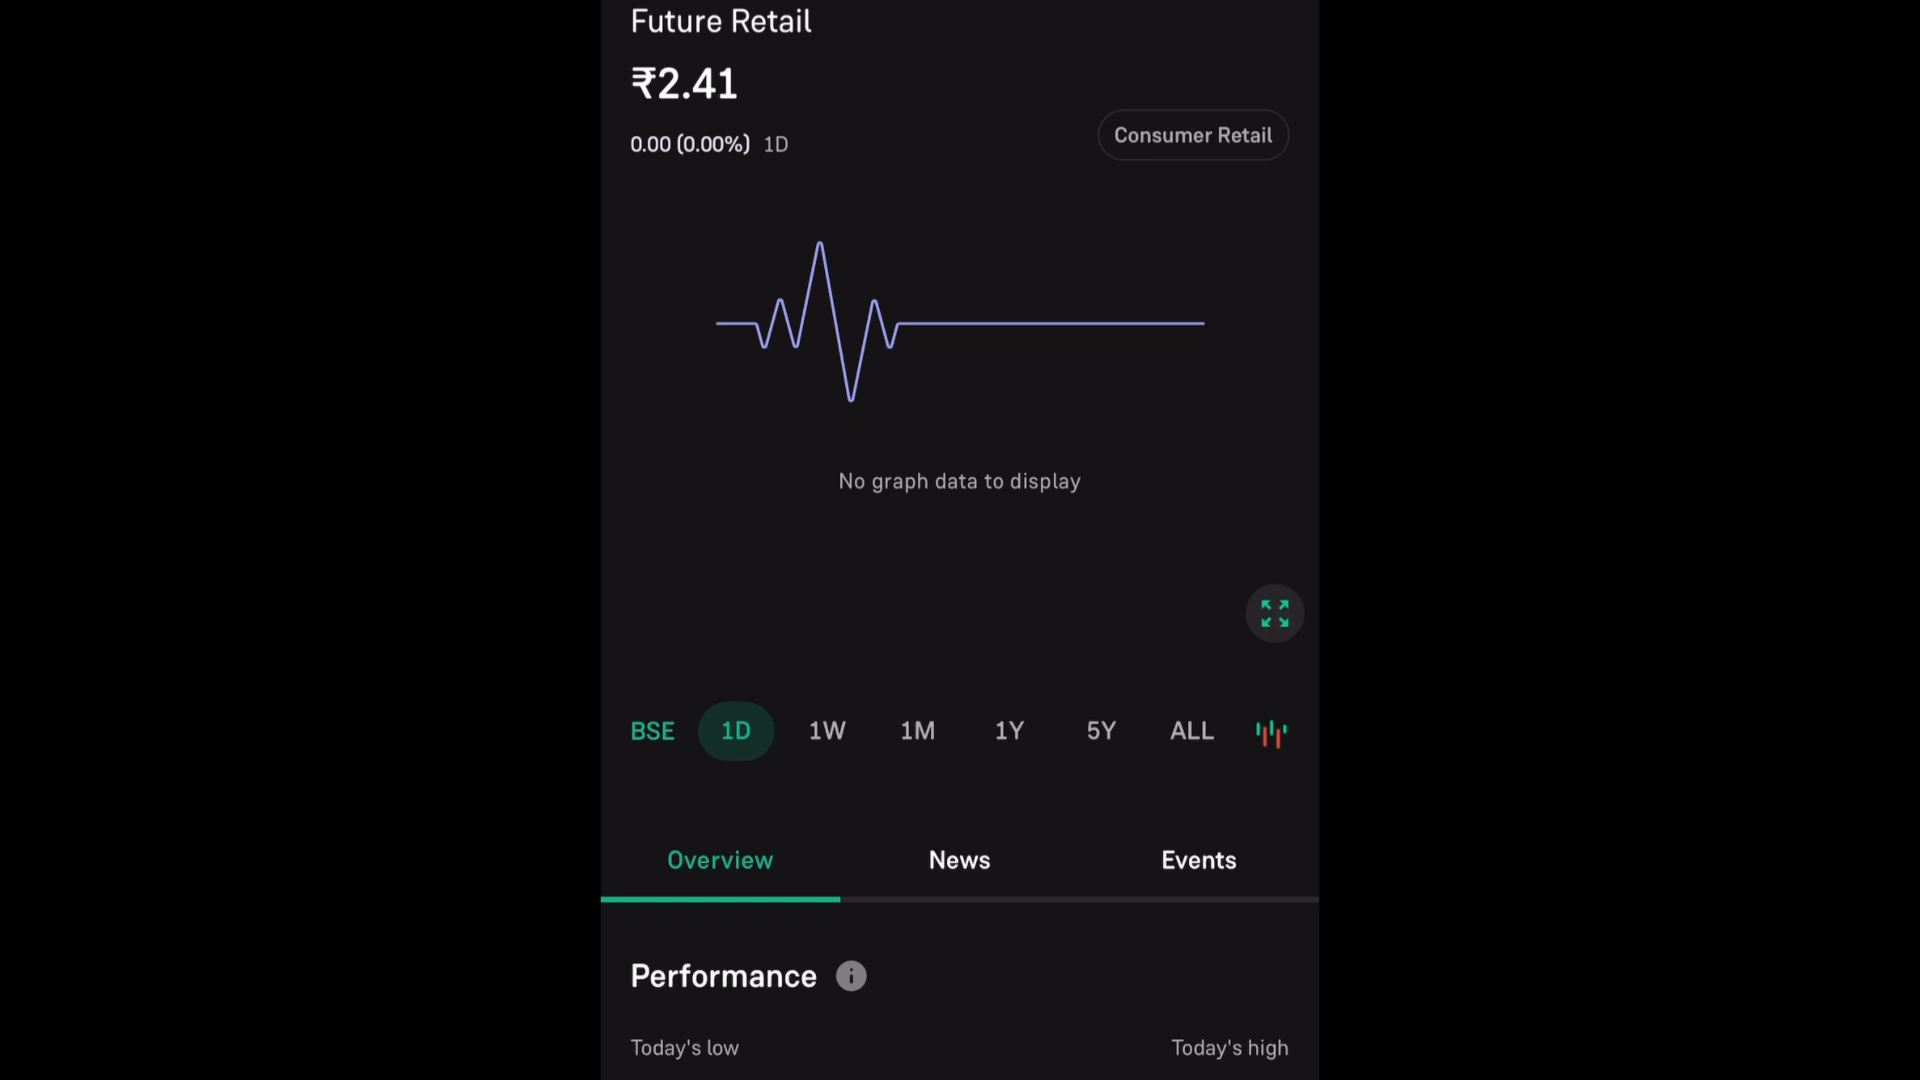 Future Retail
₹2.41
0.00 (0.00%) 1D
Consumer Retail
No graph data to display
BSE 1D 1W 1M 1Y 5Y ALL
Overview News Events
Performance i
Today's low Today's high